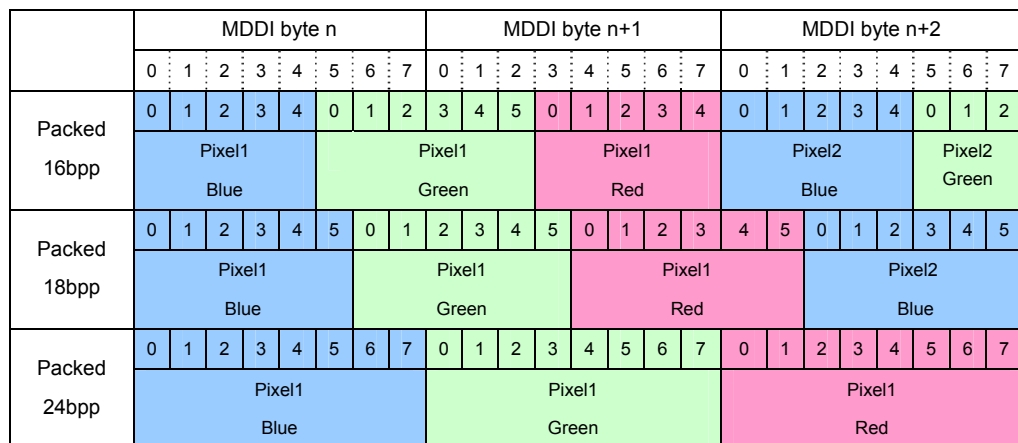 MDDI byte n MDDI byte n+1 MDDI byte n+2
0 1 2 3 4 5 6 7 0 1 2 3 4 5 6 7 0 1 2 3 4 5 6 7
Packed 16bpp
0 1 2 3 4 0 1 2 3 4 5 0 1 2 3 4 0 1 2 3 4 0 1 2
Pixel1 Pixel1 Pixel1 Pixel2 Pixel2
Blue Green Red Blue Green
Packed 18bpp
0 1 2 3 4 5 0 1 2 3 4 5 0 1 2 3 4 5 0 1 2 3 4 5
Pixel1 Pixel1 Pixel1 Pixel2
Blue Green Red Blue
Packed 24bpp
0 1 2 3 4 5 6 7 0 1 2 3 4 5 6 7 0 1 2 3 4 5 6 7
Pixel1 Pixel1 Pixel1
Blue Green Red